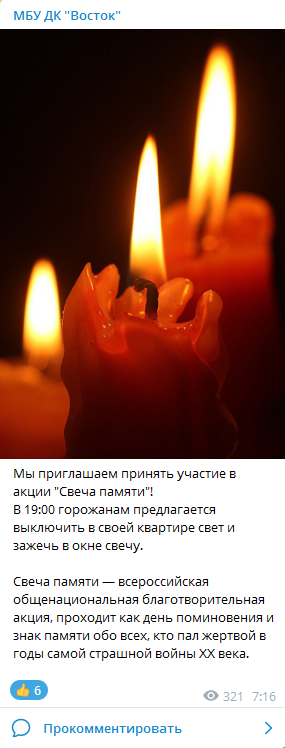 МБУ ДК "Восток"
Мы приглашаем принять участие в
акции "Свеча памяти"!
В 19:00 горожанам предлагается
выключить в своей квартире свет и
зажечь в окне свечу.
Свеча памяти — всероссийская
общенациональная благотворительная
акция, проходит как день поминовения и
знак памяти обо всех, кто пал жертвой в
годы самой страшной войны XX века.
6
321 7:16
Прокомментировать